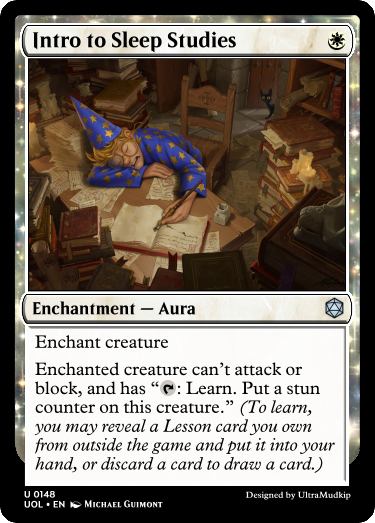 Intro to Sleep Studies
Enchantment — Aura
Enchant creature
Enchanted creature can't attack or
block, and has “: Learn. Put a stun
counter on this creature.” (To learn,
you may reveal a Lesson card you own
from outside the game and put it into your
hand, or discard a card to draw a card.)
U 0148
UOL • EN Michael Guimont
Designed by UltraMudkip